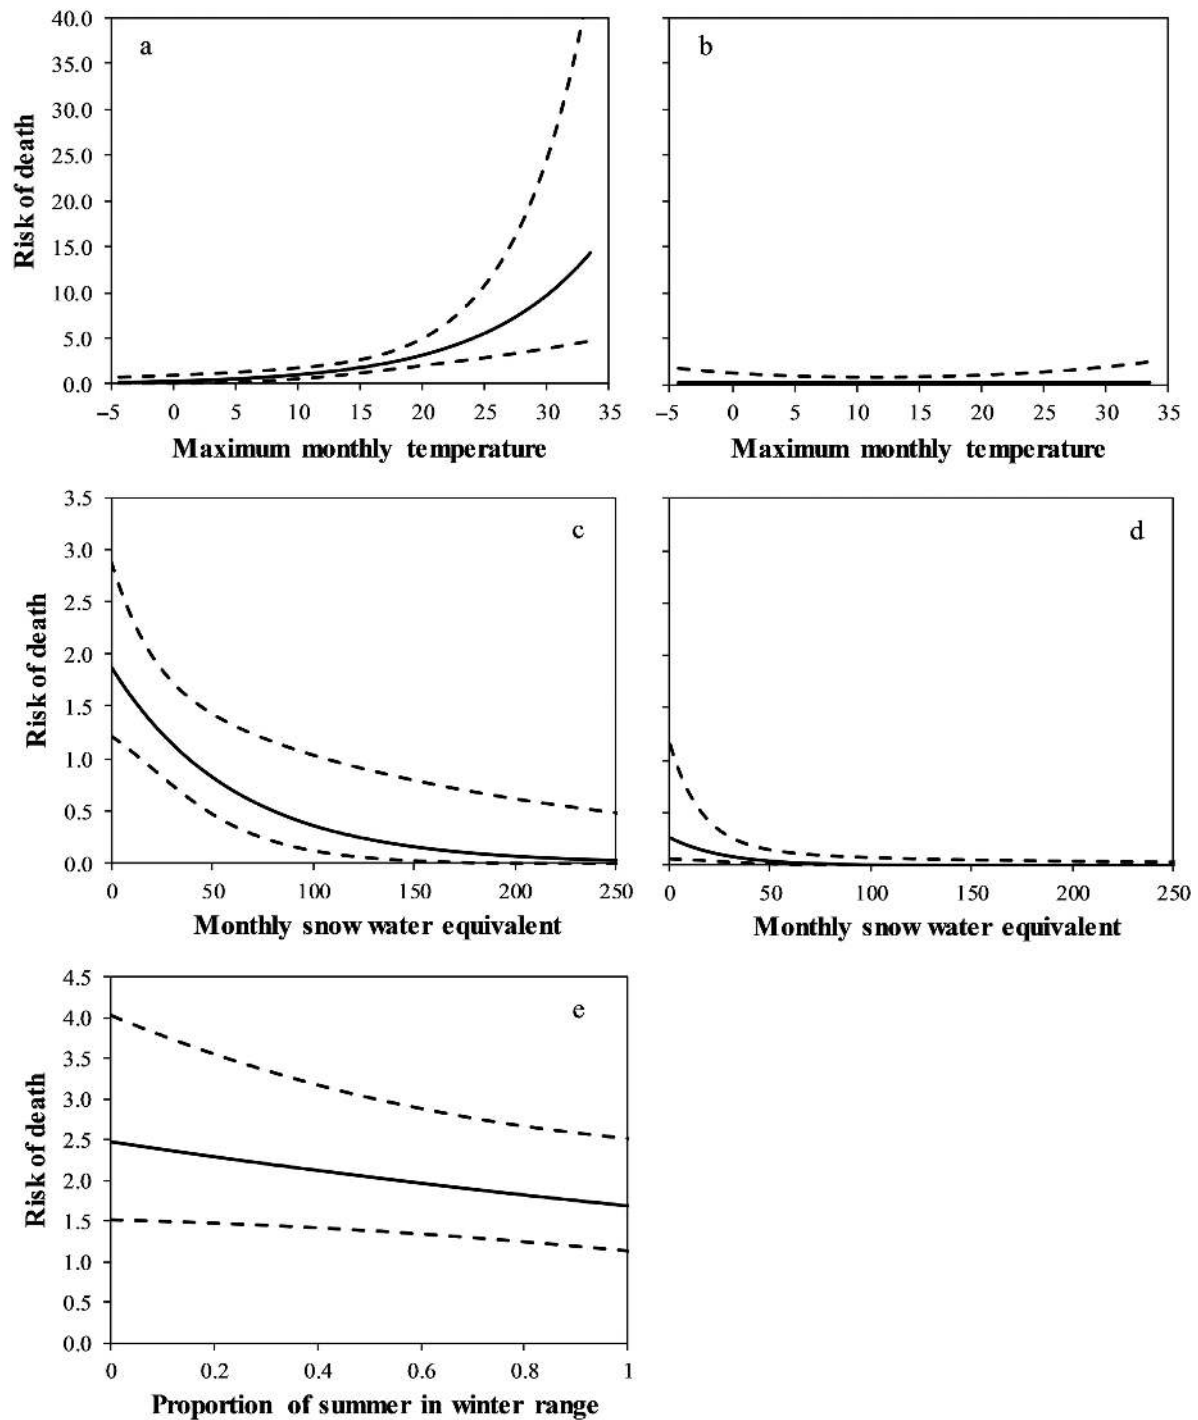 a
Risk of death
40.0
35.0
30.0
25.0
20.0
15.0
10.0
5.0
0.0
−5 0 5 10 15 20 25 30 35
Maximum monthly temperature
b
−5 0 5 10 15 20 25 30 35
Maximum monthly temperature
c
Risk of death
3.5
3.0
2.5
2.0
1.5
1.0
0.5
0.0
0 50 100 150 200 250
Monthly snow water equivalent
d
0 50 100 150 200 250
Monthly snow water equivalent
e
Risk of death
4.5
4.0
3.5
3.0
2.5
2.0
1.5
1.0
0.5
0.0
0 0.2 0.4 0.6 0.8 1
Proportion of summer in winter range